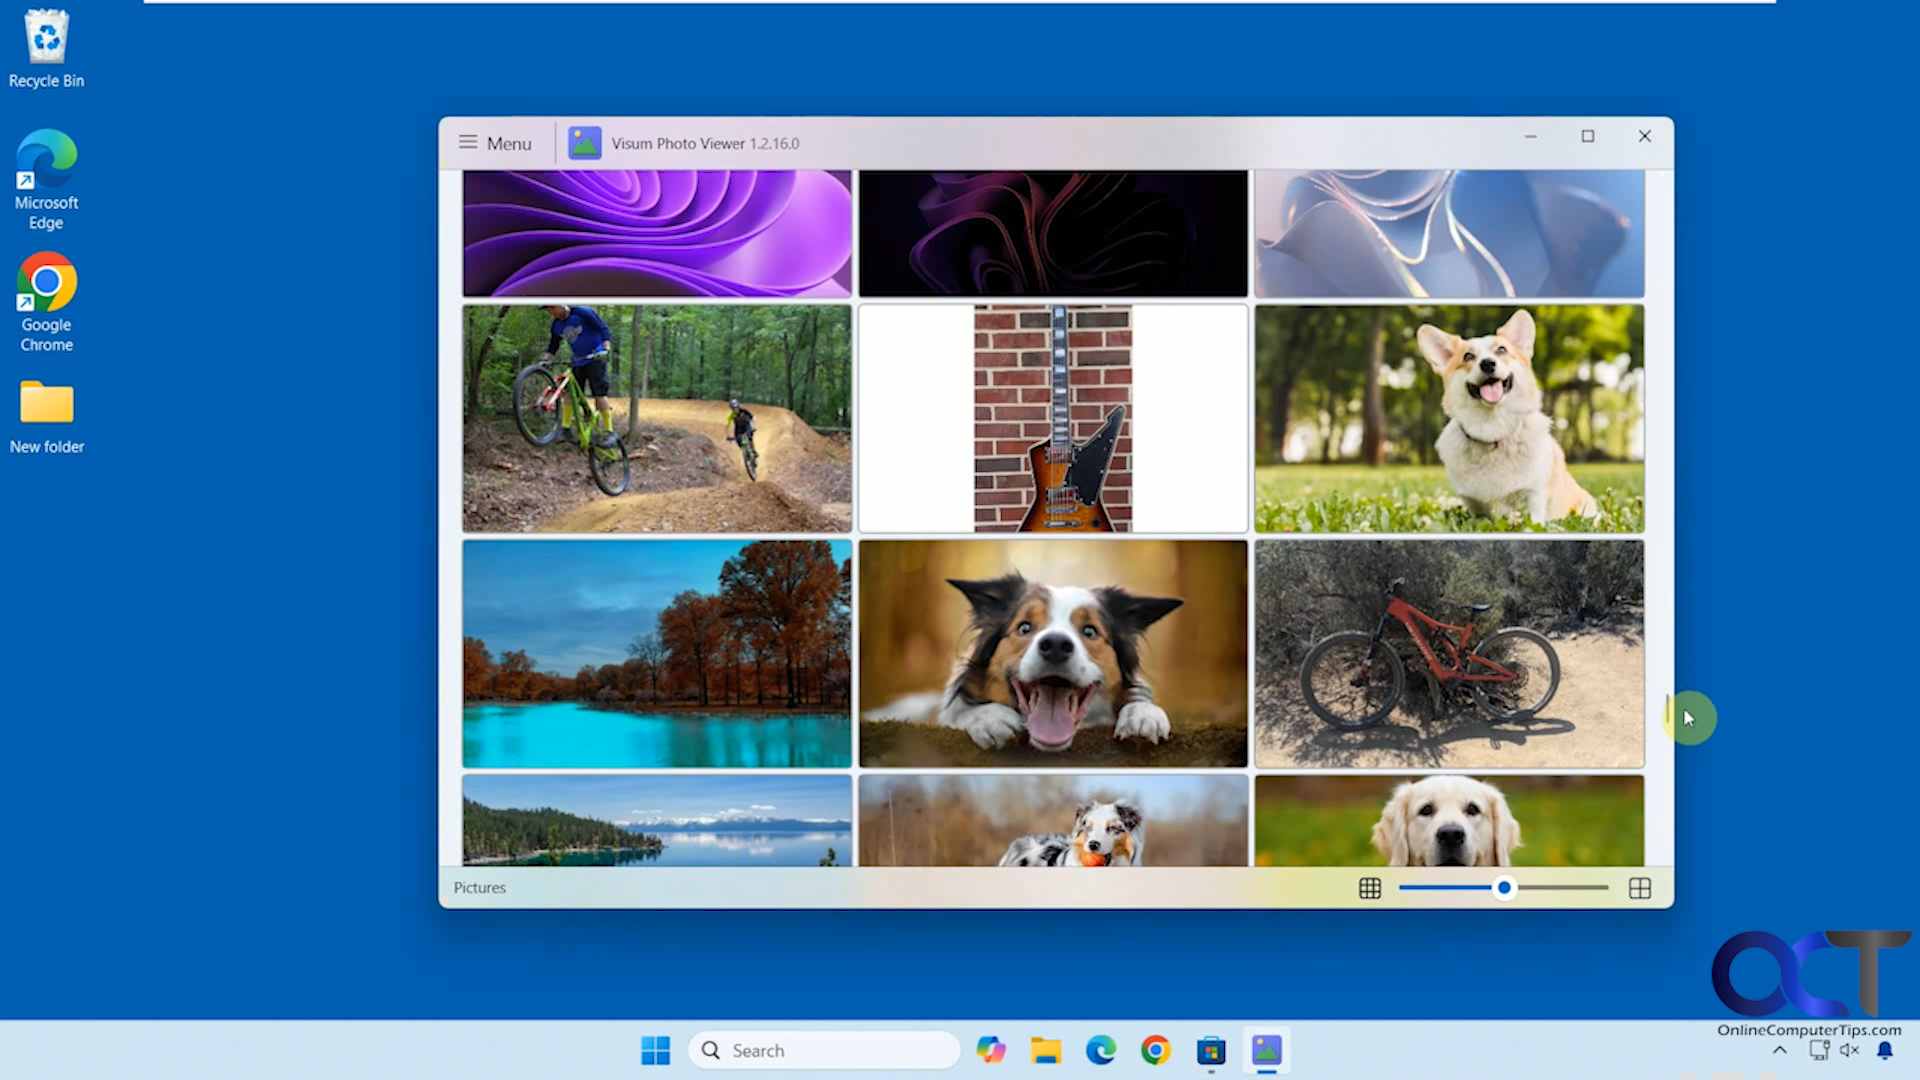 Recycle Bin
Microsoft
Edge
Google
Chrome
New folder
Menu
Visum Photo Viewer 1.2.16.0
Pictures
OCT
OnlineComputerTips.com
Search